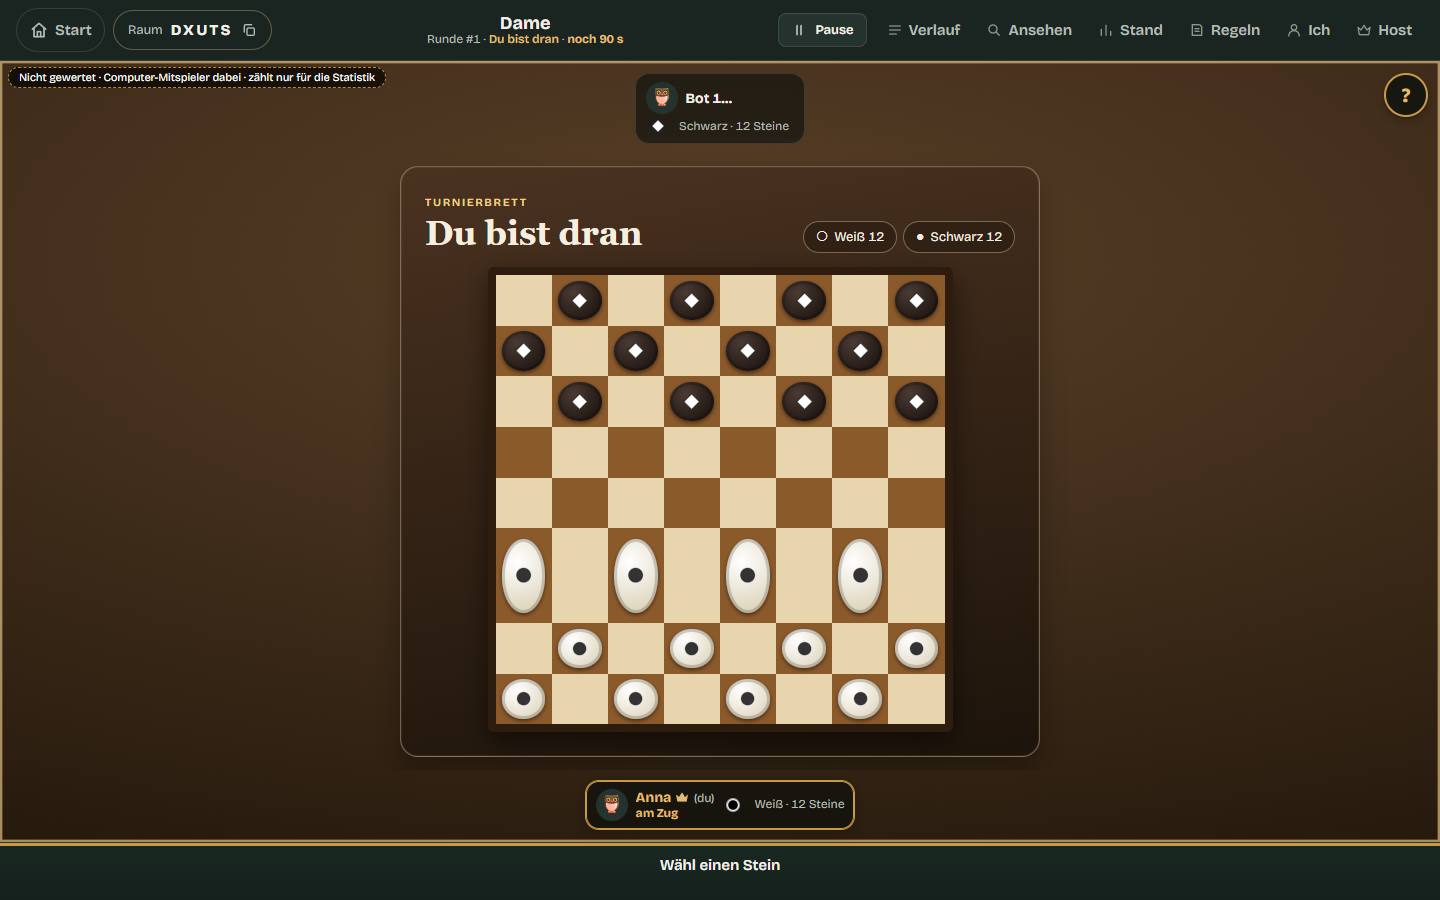 Start
Raum DXUTS
Dame
Runde #1 · Du bist dran · noch 90 s
Pause
Verlauf
Ansehen
Stand
Regeln
Ich
Host
Nicht gewertet · Computer-Mitspieler dabei · zählt nur für die Statistik
?
Bot 1...
Schwarz · 12 Steine
TURNIERBRETT
Du bist dran
Weiß 12
Schwarz 12
Anna (du)
am Zug
Weiß · 12 Steine
Wähl einen Stein